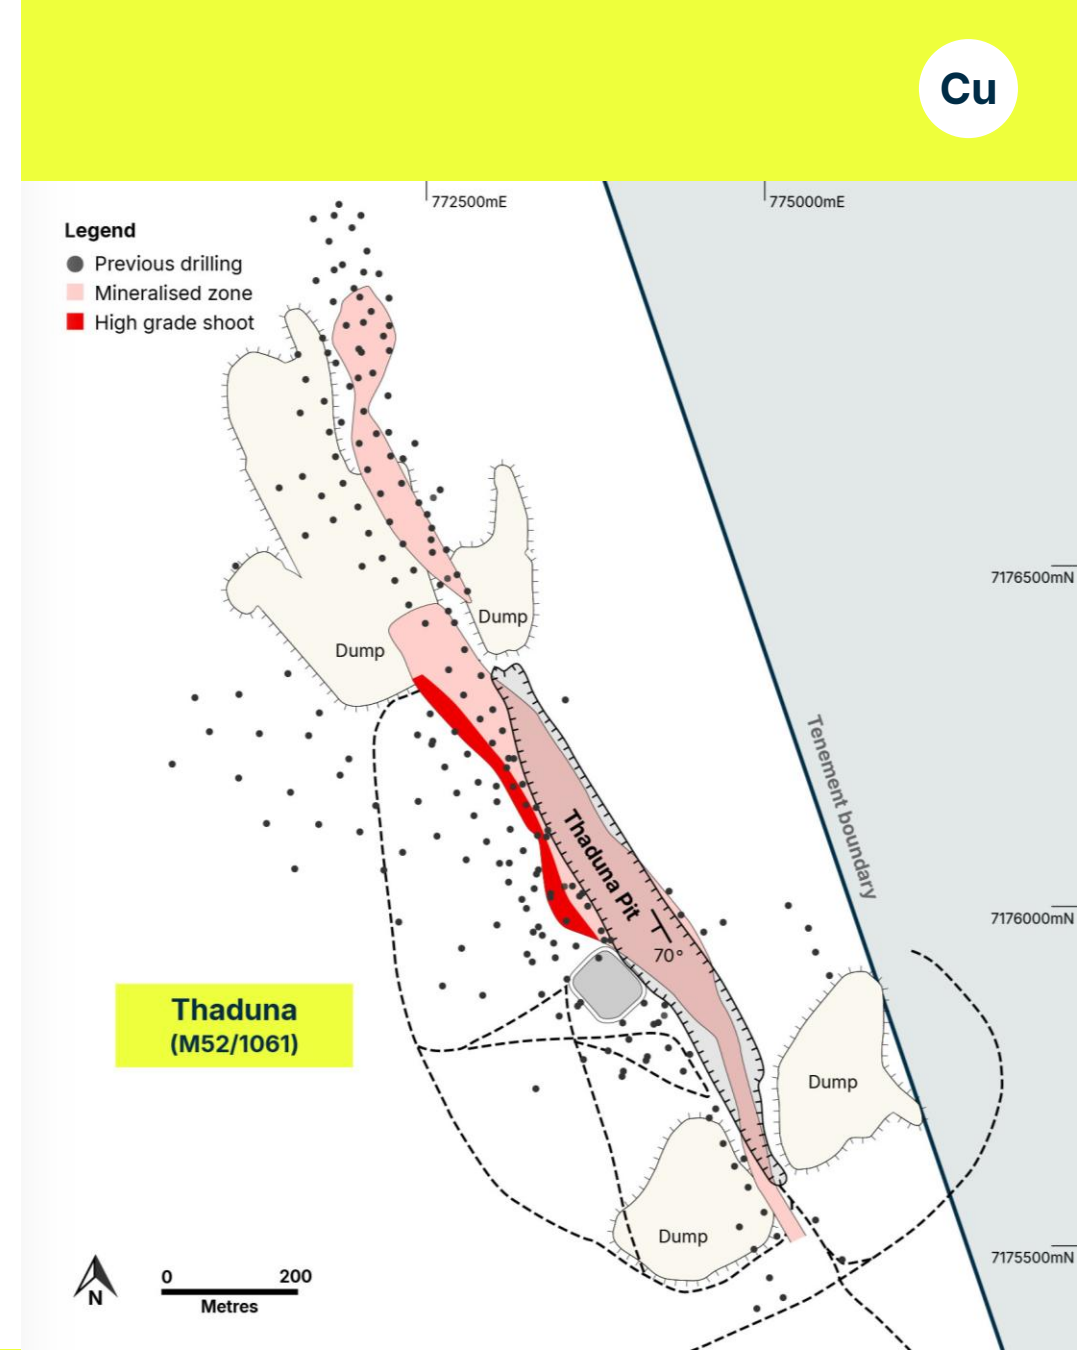 Cu
772500mE
775000mE
Legend
Previous drilling
Mineralised zone
High grade shoot
7176500mN
Dump
Dump
Tenement boundary
Thaduna Pit
7176000mN
70°
Thaduna
(M52/1061)
Dump
Dump
7175500mN
0 200
Metres
N